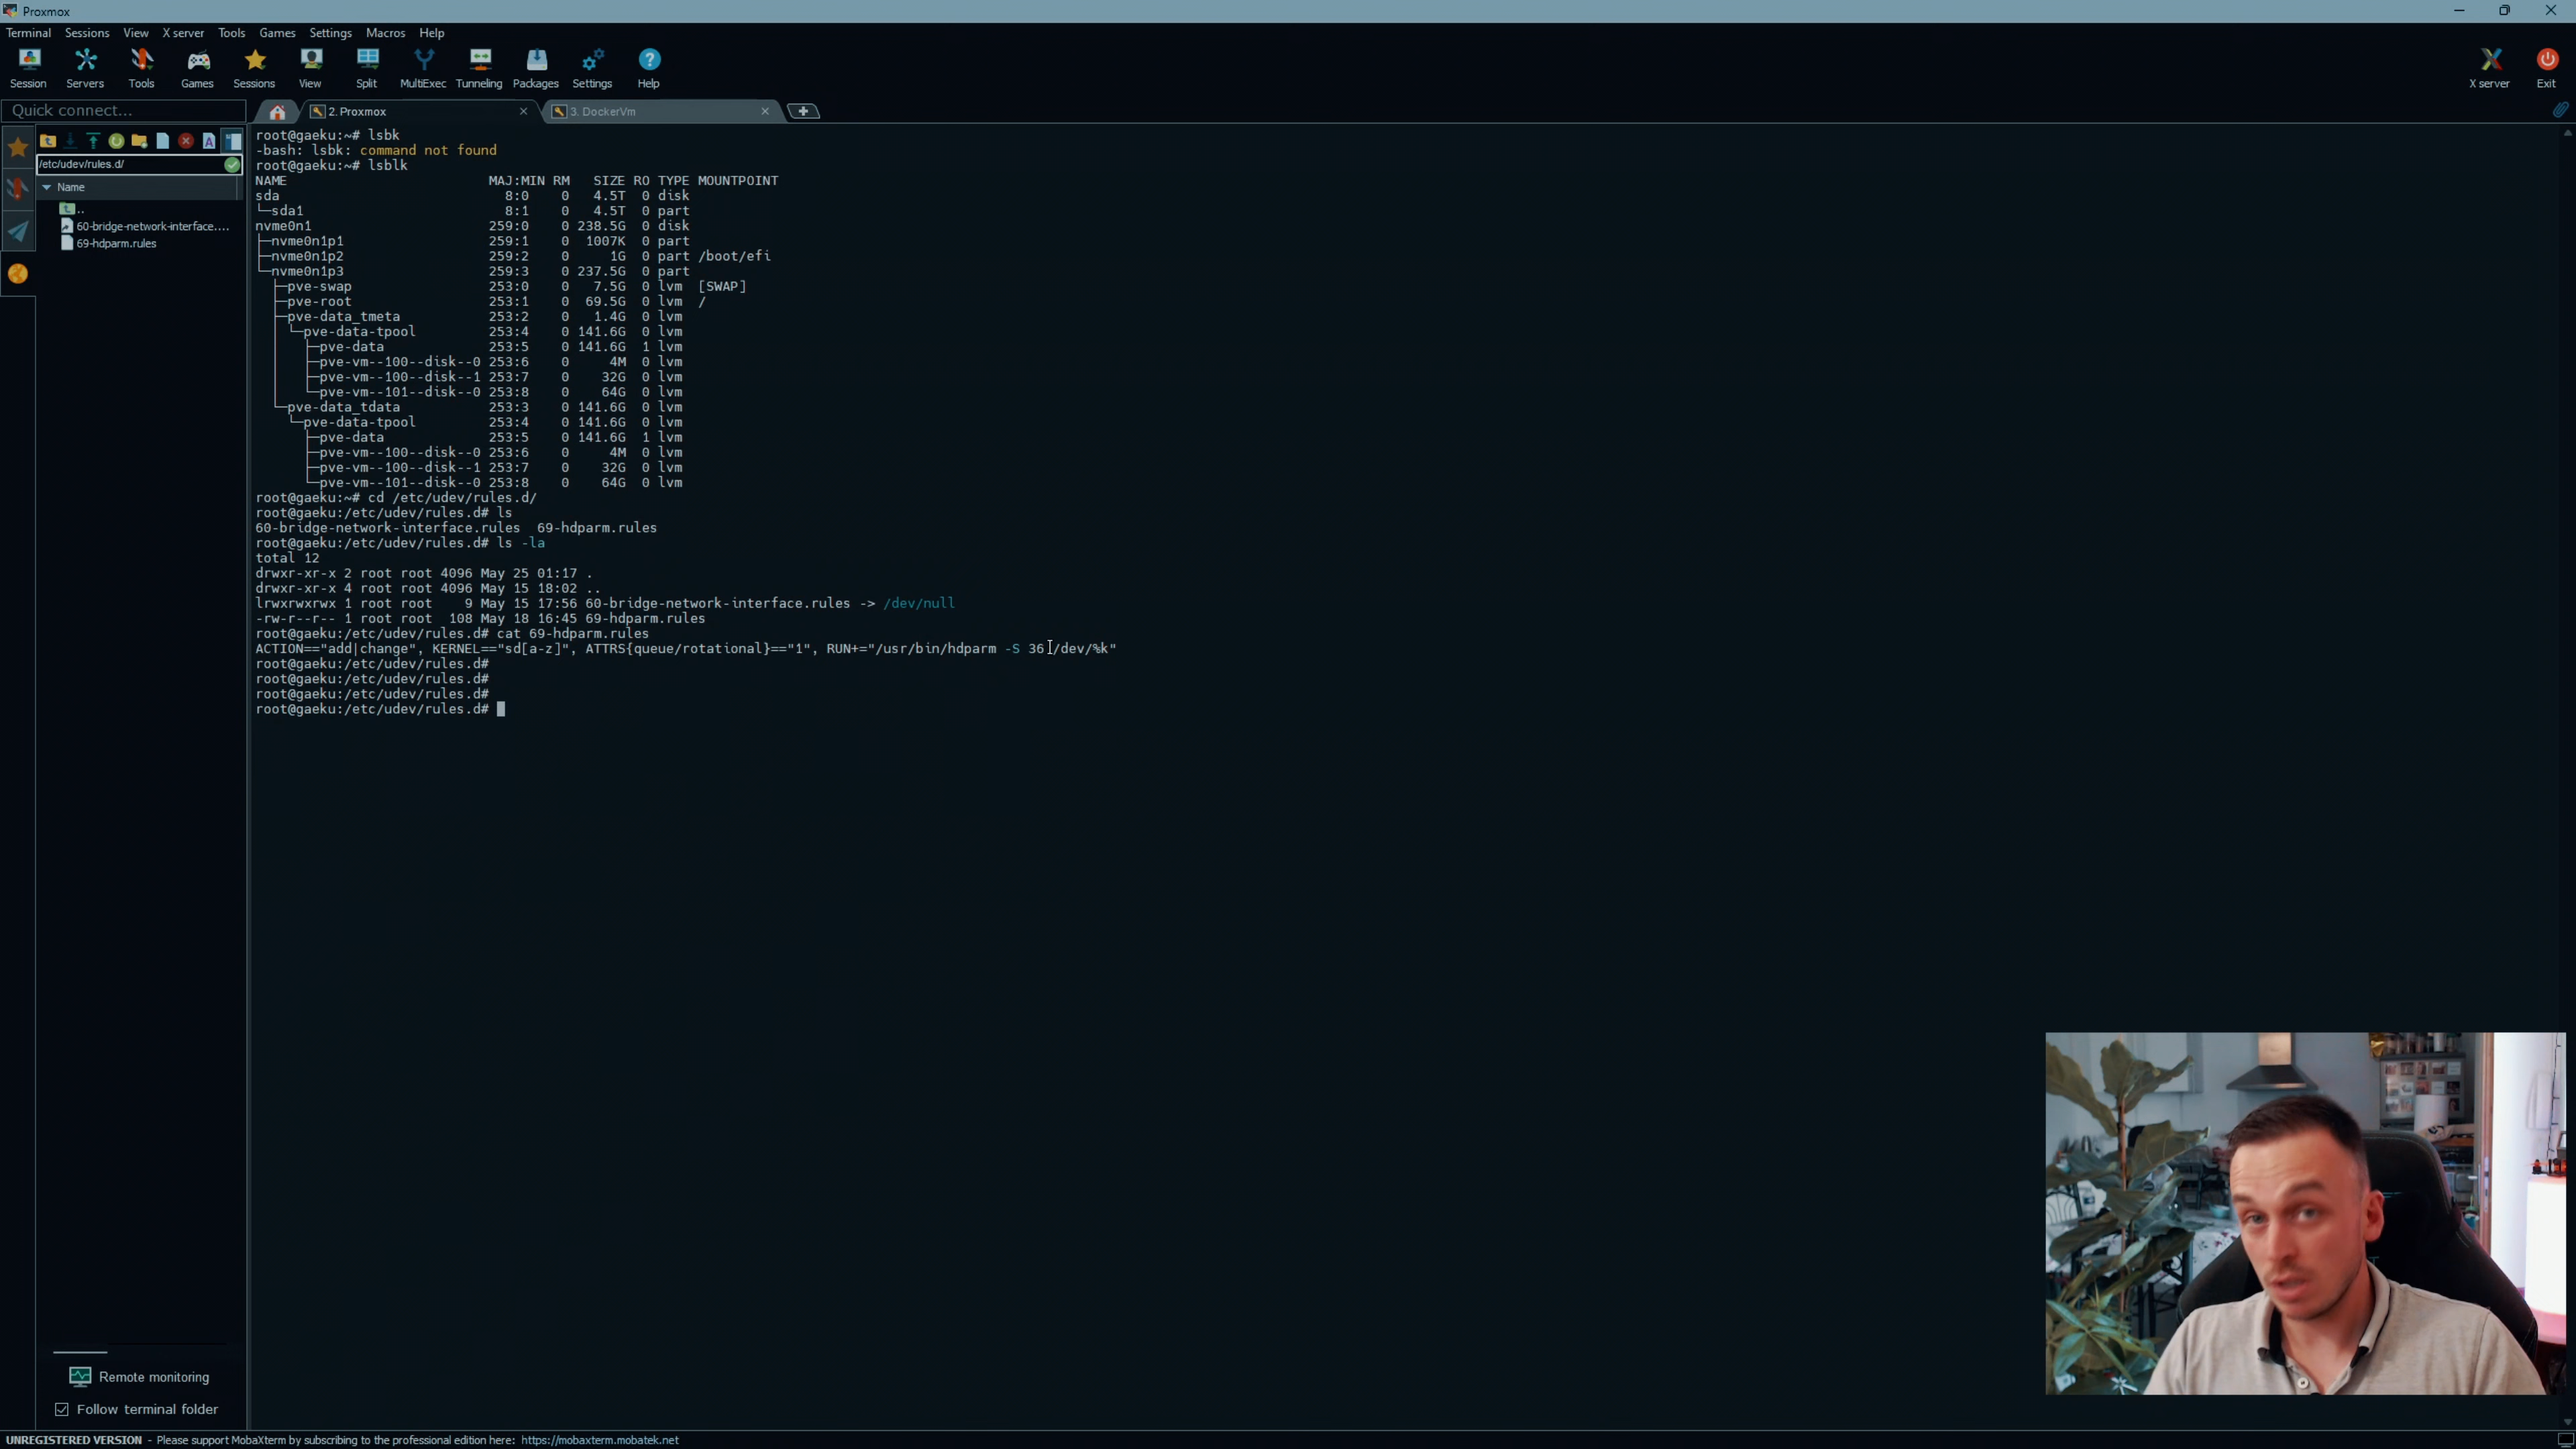 Proxmox
Terminal Sessions View X server Tools Games Settings Macros Help
Session Servers Tools Games Sessions View Split MultiExec Tunneling Packages Settings Help X server Exit
Quick connect...
2. Proxmox
3. DockerVm
/etc/udev/rules.d/
Name
..
60-bridge-network-interface....
69-hdparm.rules
root@gaeku:~# lsbk
-bash: lsbk: command not found
root@gaeku:~# lsblk
NAME MAJ:MIN RM SIZE RO TYPE MOUNTPOINT
sda 8:0 0 4.5T 0 disk
└─sda1 8:1 0 4.5T 0 part
nvme0n1 259:0 0 238.5G 0 disk
├─nvme0n1p1 259:1 0 1007K 0 part
├─nvme0n1p2 259:2 0 1G 0 part /boot/efi
└─nvme0n1p3 259:3 0 237.5G 0 part
├─pve-swap 253:0 0 7.5G 0 lvm [SWAP]
├─pve-root 253:1 0 69.5G 0 lvm /
├─pve-data_tmeta 253:2 0 1.4G 0 lvm
│ └─pve-data-tpool 253:4 0 141.6G 0 lvm
│ ├─pve-data 253:5 0 141.6G 1 lvm
│ ├─pve-vm--100--disk--0 253:6 0 4M 0 lvm
│ ├─pve-vm--100--disk--1 253:7 0 32G 0 lvm
│ └─pve-vm--101--disk--0 253:8 0 64G 0 lvm
└─pve-data_tdata 253:3 0 141.6G 0 lvm
└─pve-data-tpool 253:4 0 141.6G 0 lvm
├─pve-data 253:5 0 141.6G 1 lvm
├─pve-vm--100--disk--0 253:6 0 4M 0 lvm
├─pve-vm--100--disk--1 253:7 0 32G 0 lvm
└─pve-vm--101--disk--0 253:8 0 64G 0 lvm
root@gaeku:~# cd /etc/udev/rules.d/
root@gaeku:/etc/udev/rules.d# ls
60-bridge-network-interface.rules 69-hdparm.rules
root@gaeku:/etc/udev/rules.d# ls -la
total 12
drwxr-xr-x 2 root root 4096 May 25 01:17 .
drwxr-xr-x 4 root root 4096 May 15 18:02 ..
lrwxrwxrwx 1 root root 9 May 15 17:56 60-bridge-network-interface.rules -> /dev/null
-rw-r--r-- 1 root root 108 May 18 16:45 69-hdparm.rules
root@gaeku:/etc/udev/rules.d# cat 69-hdparm.rules
ACTION=="add|change", KERNEL=="sd[a-z]", ATTRS{queue/rotational}=="1", RUN+="/usr/bin/hdparm -S 36 /dev/%k"
root@gaeku:/etc/udev/rules.d#
root@gaeku:/etc/udev/rules.d#
root@gaeku:/etc/udev/rules.d#
root@gaeku:/etc/udev/rules.d#
Remote monitoring
Follow terminal folder
UNREGISTERED VERSION - Please support MobaXterm by subscribing to the professional edition here: https://mobaxterm.mobatek.net